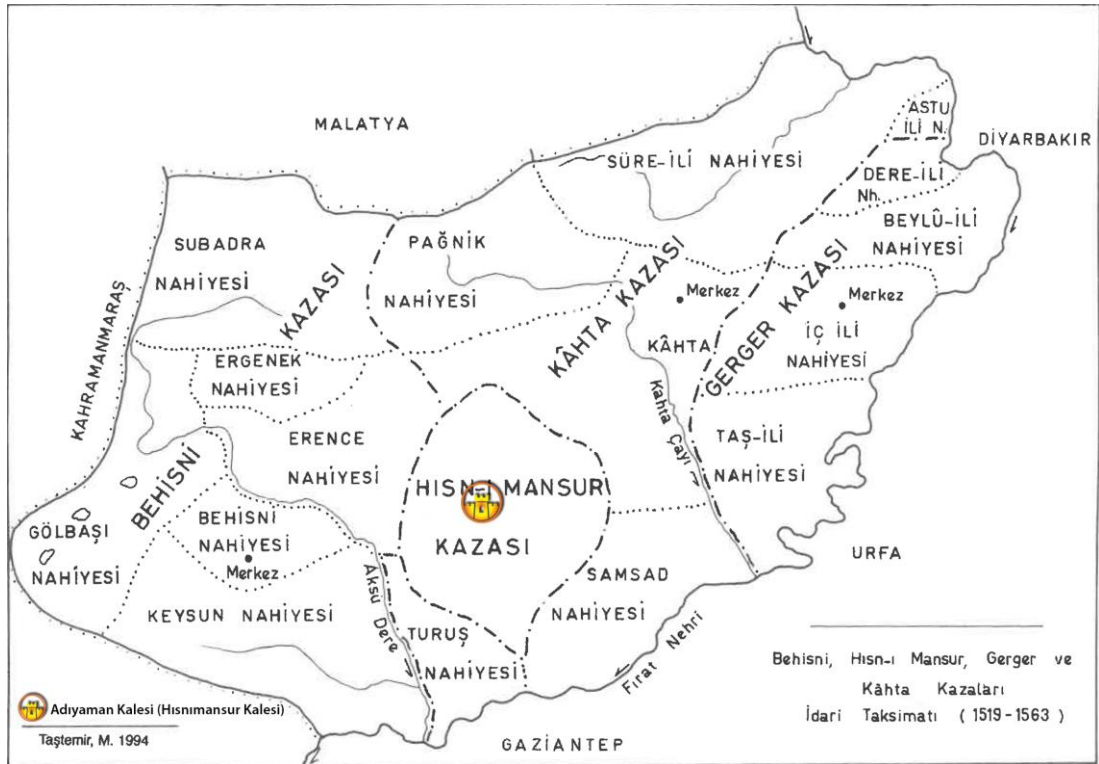 MALATYA
ASTU
İLİ N.
DİYARBAKIR
SÜRE-İLİ NAHİYESİ
DERE-İLİ
Nh.
BEYLÛ-İLİ
NAHİYESİ
SUBADRA
NAHİYESİ
PAĞNİK
NAHİYESİ
KAZASI
KÂHTA KAZASI
Merkez
GERGER KAZASI
Merkez
İÇ İLİ
NAHİYESİ
KAHRAMANMARAŞ
ERGENEK
NAHİYESİ
KÂHTA
Kahta Çayı
ERENCE
NAHİYESİ
TAŞ-İLİ
NAHİYESİ
BEHİSNİ
HISN-I MANSUR
KAZASI
GÖLBAŞI
NAHİYESİ
BEHİSNİ
NAHİYESİ
Merkez
URFA
SAMSAD
NAHİYESİ
KEYSUN NAHİYESİ
Aksu Dere
TURUŞ
NAHİYESİ
Fırat Nehri
Behisni, Hısn-ı Mansur, Gerger ve
Kâhta Kazaları
İdari Taksimatı ( 1519-1563 )
Adıyaman Kalesi (Hısnımansur Kalesi)
Taştemir, M. 1994
GAZİANTEP